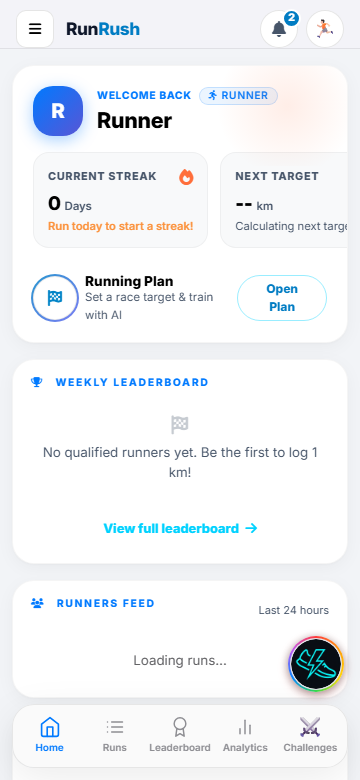 RunRush
2
WELCOME BACK
RUNNER
R
Runner
CURRENT STREAK
0 Days
Run today to start a streak!
NEXT TARGET
-- km
Calculating next targe
Running Plan
Set a race target & train
with AI
Open
Plan
WEEKLY LEADERBOARD
No qualified runners yet. Be the first to log 1
km!
View full leaderboard →
RUNNERS FEED
Last 24 hours
Loading runs...
Home
Runs
Leaderboard
Analytics
Challenges